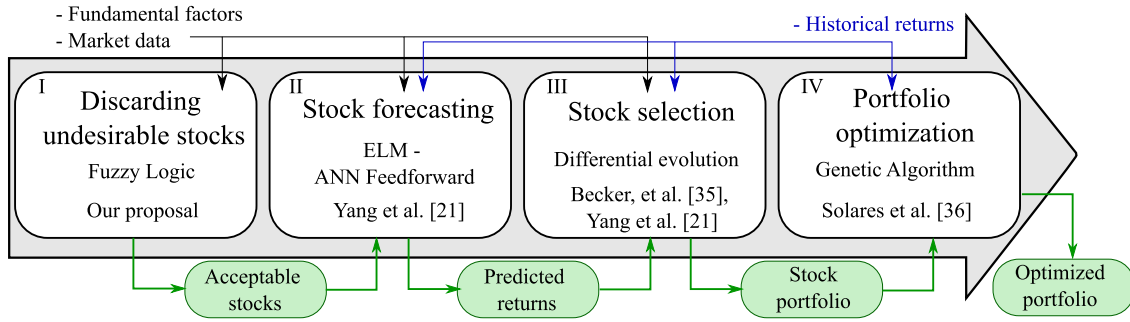 - Fundamental factors
- Market data
- Historical returns
I
Discarding
undesirable stocks
Fuzzy Logic
Our proposal
II
Stock forecasting
ELM -
ANN Feedforward
Yang et al. [21]
III
Stock selection
Differential evolution
Becker, et al. [35],
Yang et al. [21]
IV
Portfolio
optimization
Genetic Algorithm
Solares et al. [36]
Acceptable
stocks
Predicted
returns
Stock
portfolio
Optimized
portfolio